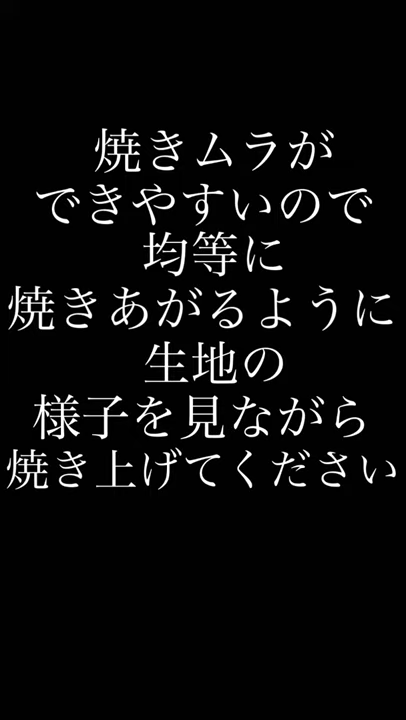 焼きムラが
できやすいので
均等に
焼きあがるように
生地の
様子を見ながら
焼き上げてください